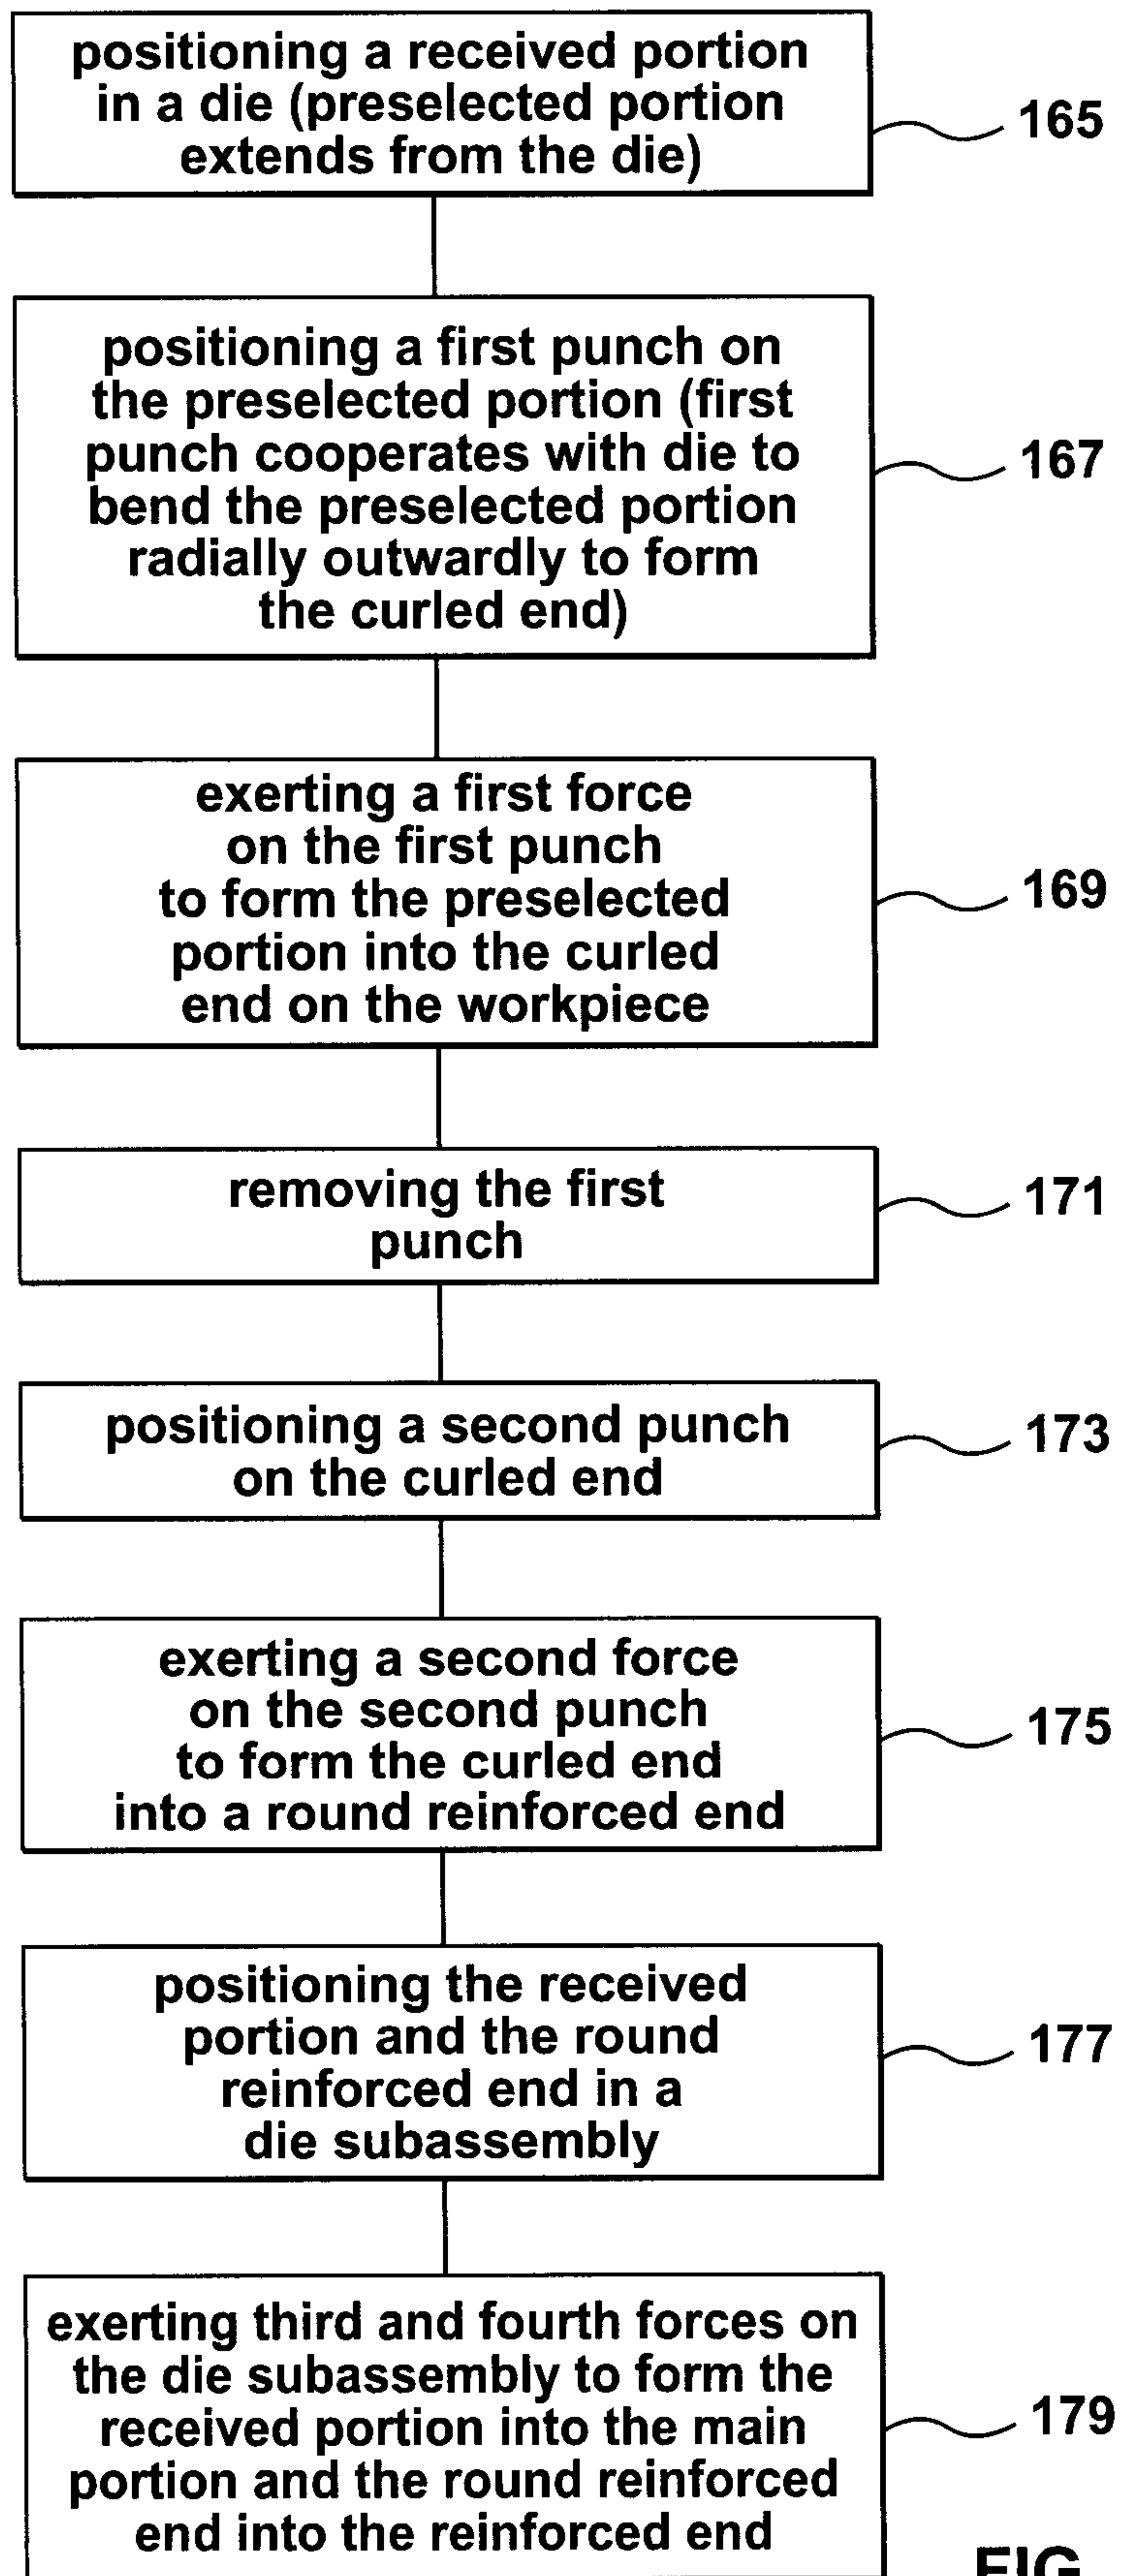 positioning a received portion
in a die (preselected portion
extends from the die)
165
positioning a first punch on
the preselected portion (first
punch cooperates with die to
bend the preselected portion
radially outwardly to form
the curled end)
167
exerting a first force
on the first punch
to form the preselected
portion into the curled
end on the workpiece
169
removing the first
punch
171
positioning a second punch
on the curled end
173
exerting a second force
on the second punch
to form the curled end
into a round reinforced end
175
positioning the received
portion and the round
reinforced end in a
die subassembly
177
exerting third and fourth forces on
the die subassembly to form the
received portion into the main
portion and the round reinforced
end into the reinforced end
179
FIG